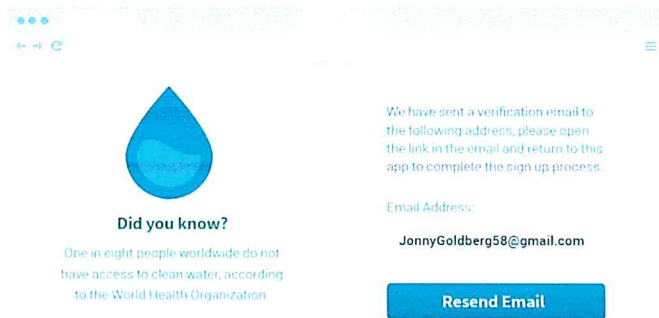 Did you know?
One in eight people worldwide do not
have access to clean water, according
to the World Health Organization
We have sent a verification email to
the following address, please open
the link in the email and return to this
app to complete the sign up process.
Email Address:
JonnyGoldberg58@gmail.com
Resend Email